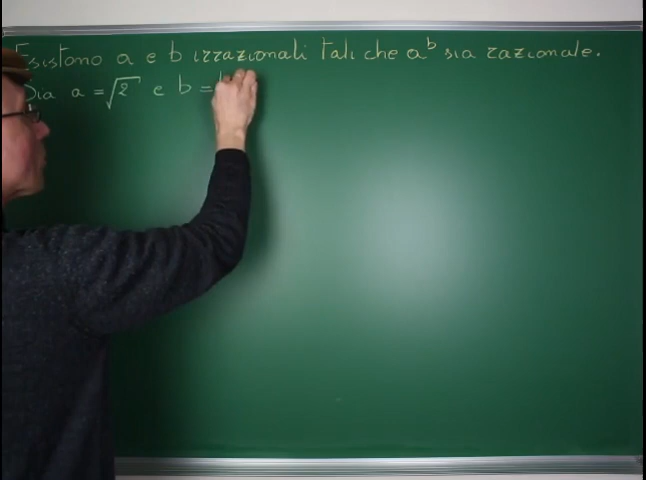 Esistono a e b irrazionali tali che a^b sia razionale.
Sia a = √2 e b =